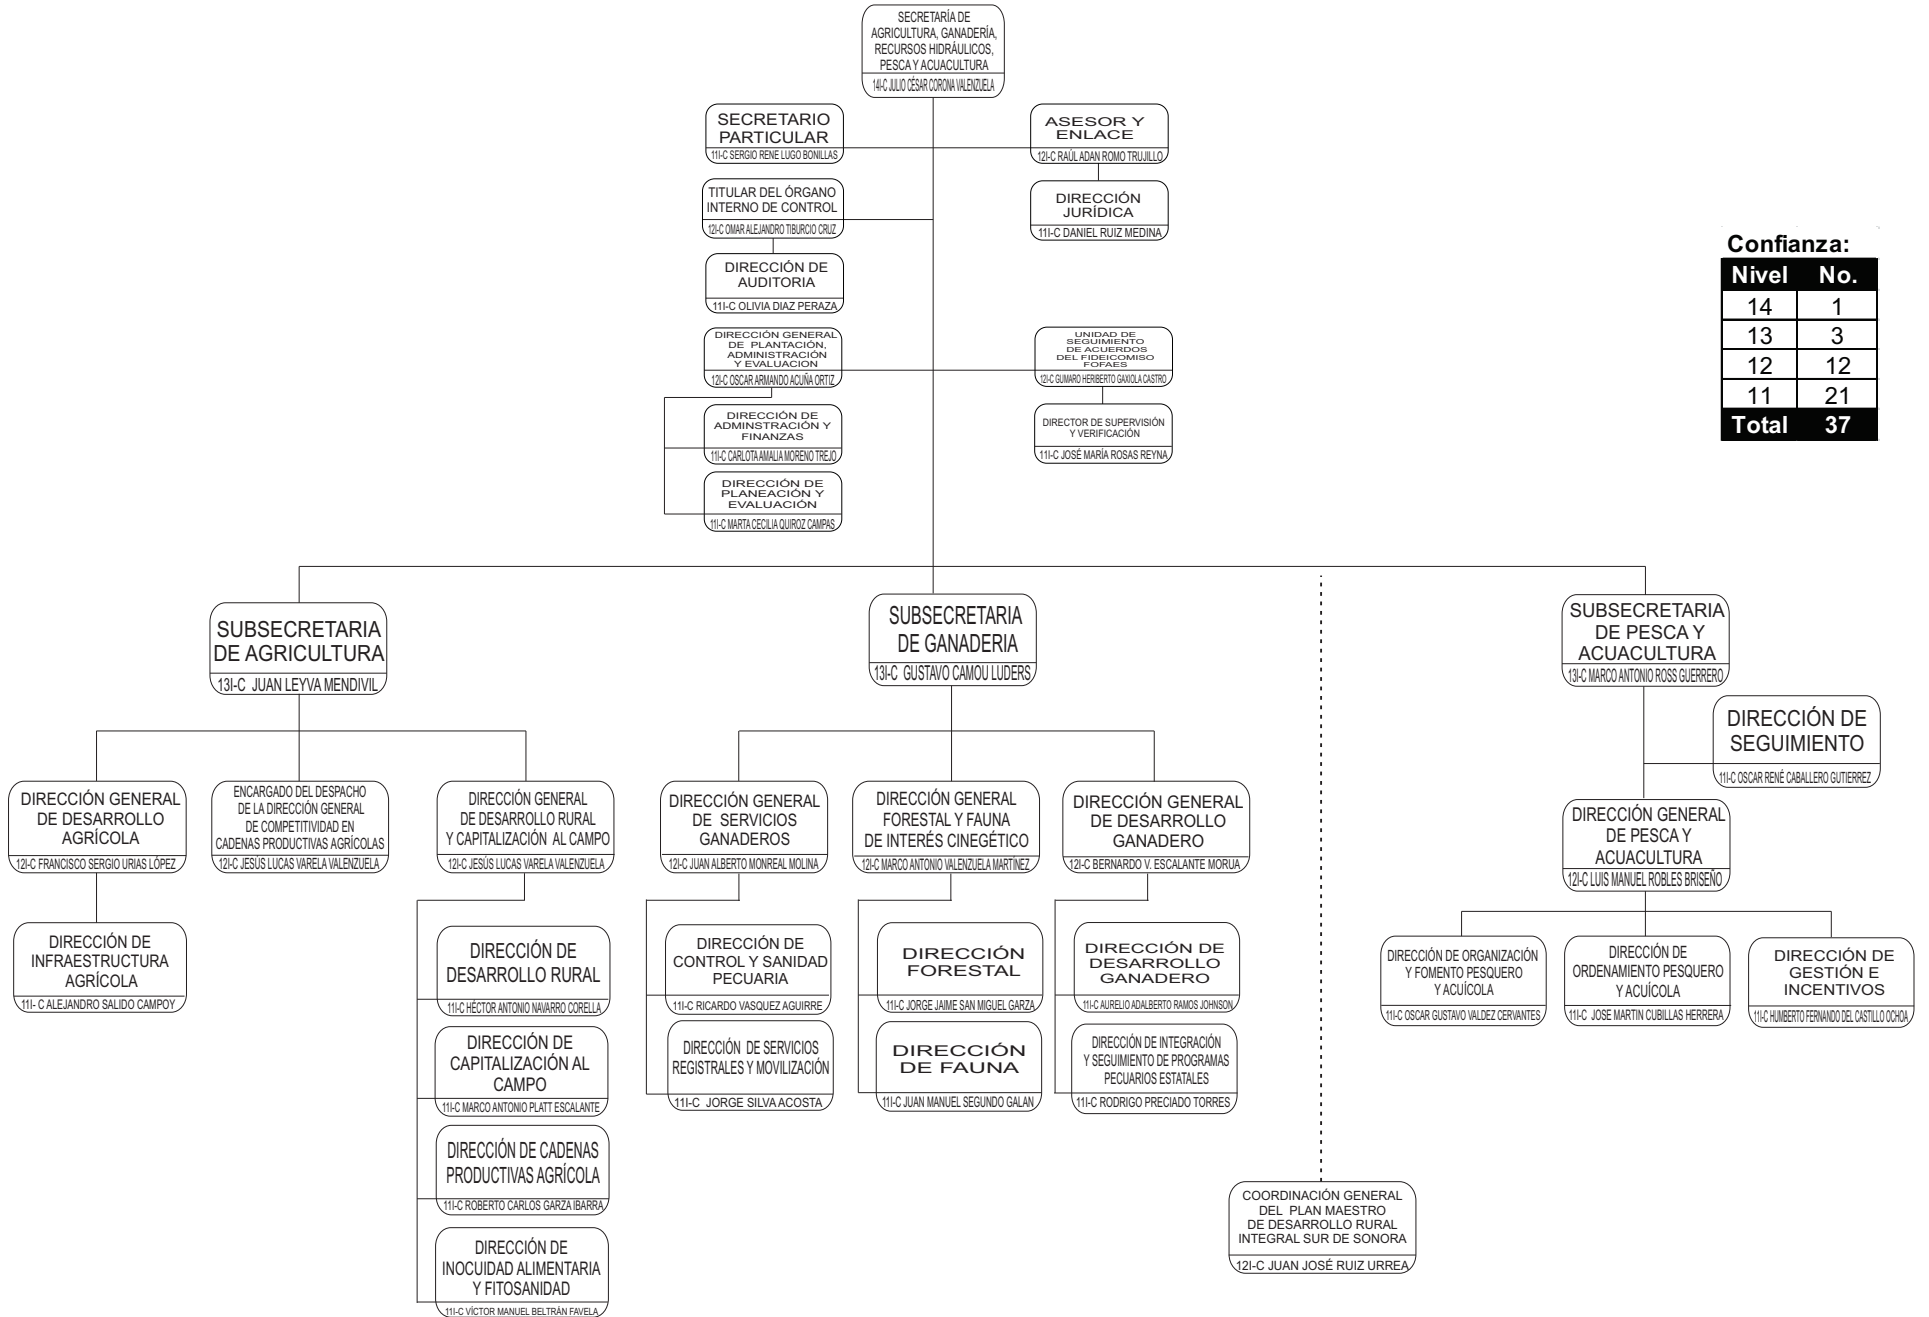 SECRETARÍA DE
AGRICULTURA, GANADERÍA,
RECURSOS HIDRÁULICOS,
PESCA Y ACUACULTURA
14I-C JULIO CÉSAR CORONA VALENZUELA
SECRETARIO
PARTICULAR
11I-C SERGIO RENE LUGO BONILLAS
ASESOR Y
ENLACE
12I-C RAÚL ADAN ROMO TRUJILLO
TITULAR DEL ÓRGANO
INTERNO DE CONTROL
12I-C OMAR ALEJANDRO TIBURCIO CRUZ
DIRECCIÓN
JURÍDICA
11I-C DANIEL RUIZ MEDINA
DIRECCIÓN DE
AUDITORIA
11I-C OLIVIA DIAZ PERAZA
Confianza:
Nivel No.
14 1
13 3
12 12
11 21
Total 37
DIRECCIÓN GENERAL
DE PLANTACIÓN,
ADMINISTRACIÓN
Y EVALUACION
12I-C OSCAR ARMANDO ACUÑA ORTIZ
UNIDAD DE
SEGUIMIENTO
DE ACUERDOS
DEL FIDEICOMISO
FOFAES
12I-C GUMARO HERIBERTO GAXIOLA CASTRO
DIRECCIÓN DE
ADMINSTRACIÓN Y
FINANZAS
11I-C CARLOTA AMALIA MORENO TREJO
DIRECTOR DE SUPERVISIÓN
Y VERIFICACIÓN
11I-C JOSÉ MARÍA ROSAS REYNA
DIRECCIÓN DE
PLANEACIÓN Y
EVALUACIÓN
11I-C MARTA CECILIA QUIROZ CAMPAS
SUBSECRETARIA
DE AGRICULTURA
13I-C JUAN LEYVA MENDIVIL
SUBSECRETARIA
DE GANADERIA
13I-C GUSTAVO CAMOU LUDERS
SUBSECRETARIA
DE PESCA Y
ACUACULTURA
13I-C MARCO ANTONIO ROSS GUERRERO
DIRECCIÓN DE
SEGUIMIENTO
11I-C OSCAR RENÉ CABALLERO GUTIERREZ
DIRECCIÓN GENERAL
DE DESARROLLO
AGRÍCOLA
12I-C FRANCISCO SERGIO URIAS LÓPEZ
ENCARGADO DEL DESPACHO
DE LA DIRECCIÓN GENERAL
DE COMPETITIVIDAD EN
CADENAS PRODUCTIVAS AGRÍCOLAS
12I-C JESÚS LUCAS VARELA VALENZUELA
DIRECCIÓN GENERAL
DE DESARROLLO RURAL
Y CAPITALIZACIÓN AL CAMPO
12I-C JESÚS LUCAS VARELA VALENZUELA
DIRECCIÓN GENERAL
DE SERVICIOS
GANADEROS
12I-C JUAN ALBERTO MONREAL MOLINA
DIRECCIÓN GENERAL
FORESTAL Y FAUNA
DE INTERÉS CINEGÉTICO
12I-C MARCO ANTONIO VALENZUELA MARTÍNEZ
DIRECCIÓN GENERAL
DE DESARROLLO
GANADERO
12I-C BERNARDO V. ESCALANTE MORUA
DIRECCIÓN GENERAL
DE PESCA Y
ACUACULTURA
12I-C LUIS MANUEL ROBLES BRISEÑO
DIRECCIÓN DE
INFRAESTRUCTURA
AGRÍCOLA
11I- C ALEJANDRO SALIDO CAMPOY
DIRECCIÓN DE
DESARROLLO RURAL
11I-C HÉCTOR ANTONIO NAVARRO CORELLA
DIRECCIÓN DE
CONTROL Y SANIDAD
PECUARIA
11I-C RICARDO VASQUEZ AGUIRRE
DIRECCIÓN
FORESTAL
11I-C JORGE JAIME SAN MIGUEL GARZA
DIRECCIÓN DE
DESARROLLO
GANADERO
11I-C AURELIO ADALBERTO RAMOS JOHNSON
DIRECCIÓN DE ORGANIZACIÓN
Y FOMENTO PESQUERO
Y ACUÍCOLA
11I-C OSCAR GUSTAVO VALDEZ CERVANTES
DIRECCIÓN DE
ORDENAMIENTO PESQUERO
Y ACUÍCOLA
11I-C JOSE MARTIN CUBILLAS HERRERA
DIRECCIÓN DE
GESTIÓN E
INCENTIVOS
11I-C HUMBERTO FERNANDO DEL CASTILLO OCHOA
DIRECCIÓN DE
CAPITALIZACIÓN AL
CAMPO
11I-C MARCO ANTONIO PLATT ESCALANTE
DIRECCIÓN DE SERVICIOS
REGISTRALES Y MOVILIZACIÓN
11I-C JORGE SILVA ACOSTA
DIRECCIÓN
DE FAUNA
11I-C JUAN MANUEL SEGUNDO GALAN
DIRECCIÓN DE INTEGRACIÓN
Y SEGUIMIENTO DE PROGRAMAS
PECUARIOS ESTATALES
11I-C RODRIGO PRECIADO TORRES
DIRECCIÓN DE CADENAS
PRODUCTIVAS AGRÍCOLA
11I-C ROBERTO CARLOS GARZA IBARRA
COORDINACIÓN GENERAL
DEL PLAN MAESTRO
DE DESARROLLO RURAL
INTEGRAL SUR DE SONORA
12I-C JUAN JOSÉ RUIZ URREA
DIRECCIÓN DE
INOCUIDAD ALIMENTARIA
Y FITOSANIDAD
11I-C VÍCTOR MANUEL BELTRÁN FAVELA